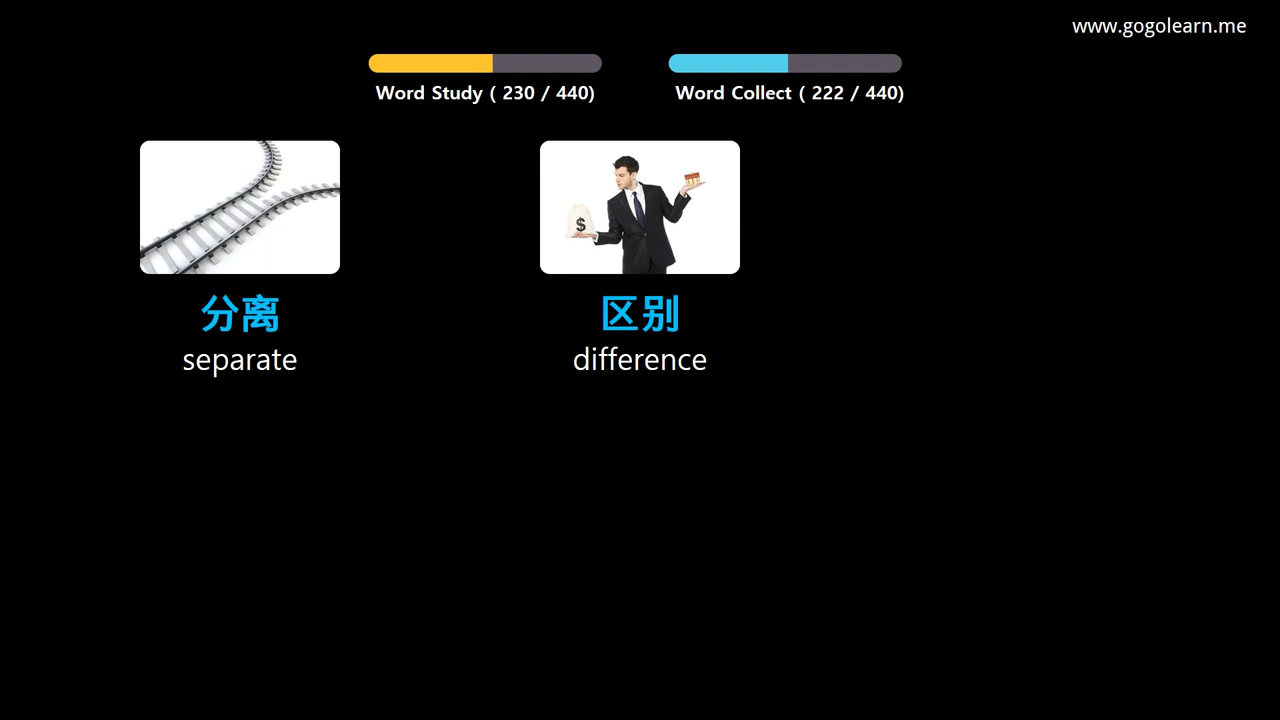 www.gogolearn.me
Word Study ( 230 / 440)
Word Collect ( 222 / 440)
$
分离
separate
区别
difference